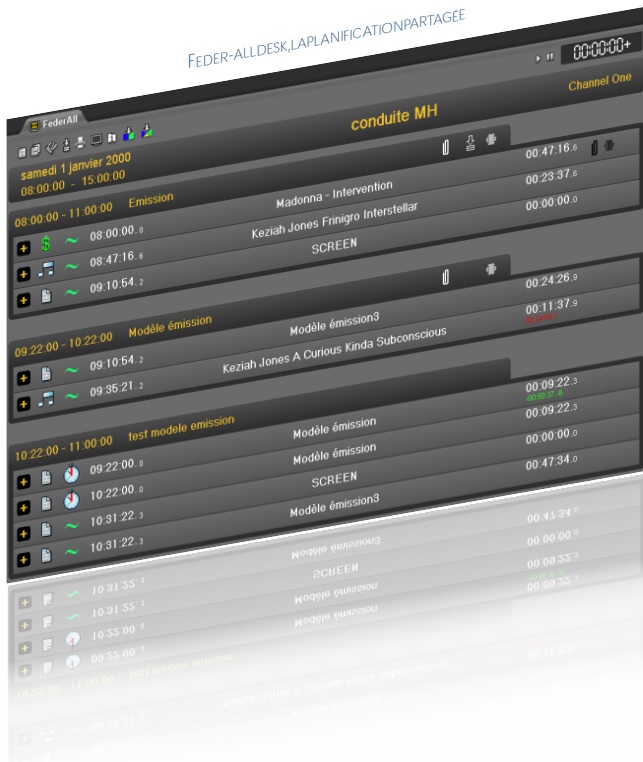 FEDER-ALLDESK,LAPLANIFICATIONPARTAGÉE
00:00:00+
FederAll
Channel One
conduite MH
samedi 1 janvier 2000
08:00:00 - 15:00:00
08:00:00 - 11:00:00 Emission
08:00:00.0 Madonna - Intervention 00:47:16.6
08:47:16.6 Keziah Jones Frinigro Interstellar 00:23:37.6
09:10:54.2 SCREEN 00:00:00.0
09:22:00 - 10:22:00 Modèle émission
09:10:54.2 Modèle émission3 00:24:26.9
09:35:21.2 Keziah Jones A Curious Kinda Subconscious 00:11:37.9
10:22:00 - 11:00:00 test modele emission
09:22:00.0 Modèle émission 00:09:22.3
-00:50:37.6
10:22:00.0 Modèle émission 00:09:22.3
10:31:22.3 SCREEN 00:00:00.0
10:31:22.3 Modèle émission3 00:47:34.0